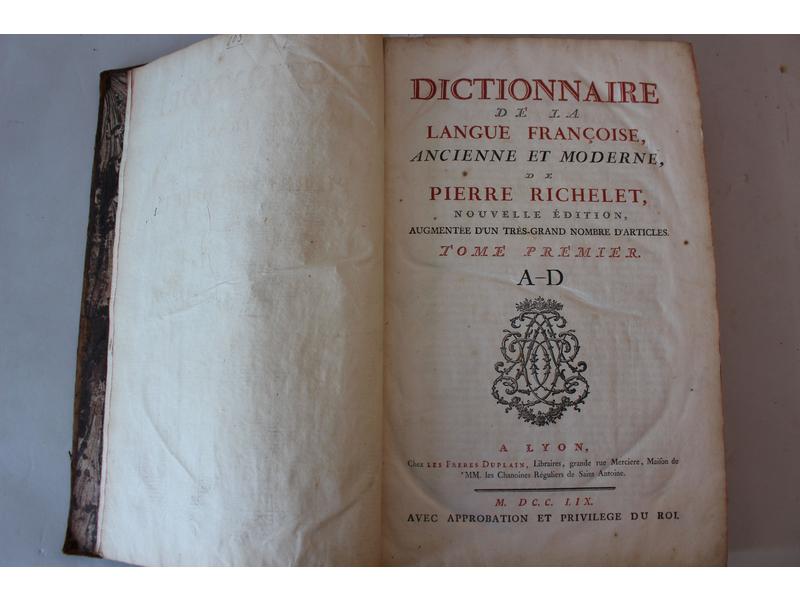 103
DICTIONNAIRE
DE LA
LANGUE FRANÇOISE,
ANCIENNE ET MODERNE,
DE
PIERRE RICHELET,
NOUVELLE ÉDITION,
AUGMENTÉE D'UN TRÈS-GRAND NOMBRE D'ARTICLES.
TOME PREMIER.
A–D
A LYON,
Chez LES FRERES DUPLAIN, Libraires, grande rue Merciere, Maison de
MM. les Chanoines Réguliers de Saint Antoine.
M. DCC. LIX.
AVEC APPROBATION ET PRIVILEGE DU ROI.